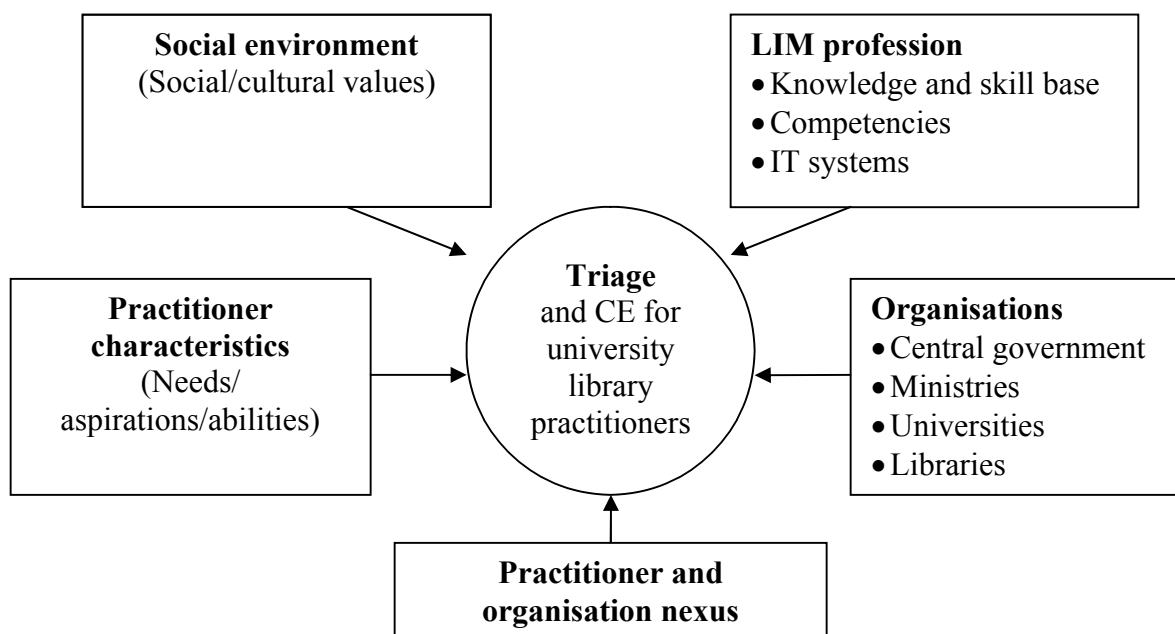 Social environment
(Social/cultural values)
LIM profession
• Knowledge and skill base
• Competencies
• IT systems
Triage
and CE for
university
library
practitioners
Practitioner
characteristics
(Needs/
aspirations/abilities)
Organisations
• Central government
• Ministries
• Universities
• Libraries
Practitioner and
organisation nexus